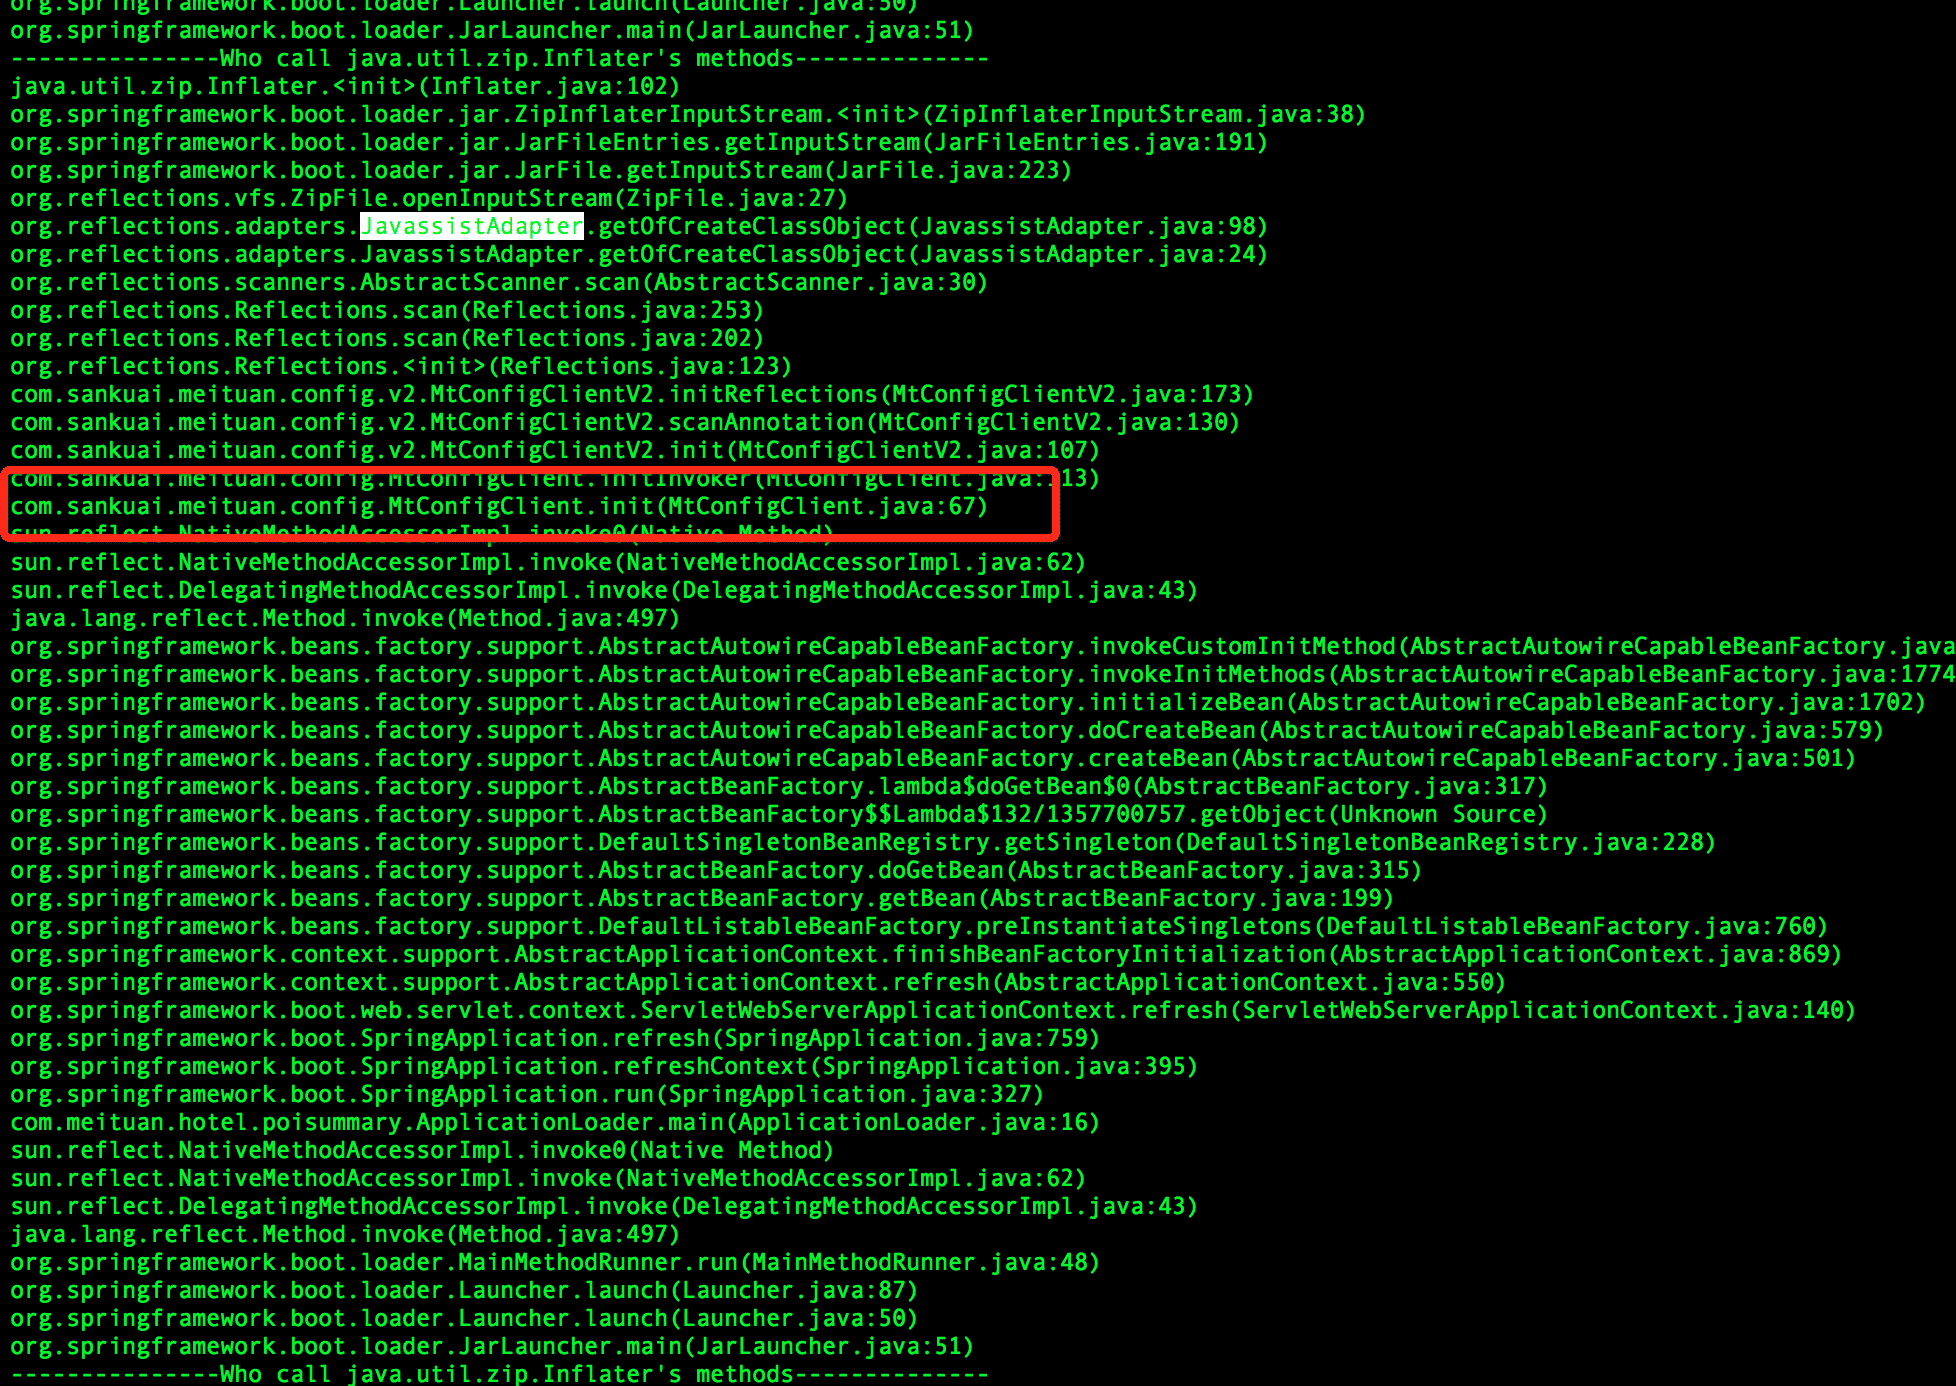 org.springframework.boot.loader.Launcher.launch(Launcher.java:50)
org.springframework.boot.loader.JarLauncher.main(JarLauncher.java:51)
---------------Who call java.util.zip.Inflater's methods--------------
java.util.zip.Inflater.<init>(Inflater.java:102)
org.springframework.boot.loader.jar.ZipInflaterInputStream.<init>(ZipInflaterInputStream.java:38)
org.springframework.boot.loader.jar.JarFileEntries.getInputStream(JarFileEntries.java:191)
org.springframework.boot.loader.jar.JarFile.getInputStream(JarFile.java:223)
org.reflections.vfs.ZipFile.openInputStream(ZipFile.java:27)
org.reflections.adapters.JavassistAdapter.getOfCreateClassObject(JavassistAdapter.java:98)
org.reflections.adapters.JavassistAdapter.getOfCreateClassObject(JavassistAdapter.java:24)
org.reflections.scanners.AbstractScanner.scan(AbstractScanner.java:30)
org.reflections.Reflections.scan(Reflections.java:253)
org.reflections.Reflections.scan(Reflections.java:202)
org.reflections.Reflections.<init>(Reflections.java:123)
com.sankuai.meituan.config.v2.MtConfigClientV2.initReflections(MtConfigClientV2.java:173)
com.sankuai.meituan.config.v2.MtConfigClientV2.scanAnnotation(MtConfigClientV2.java:130)
com.sankuai.meituan.config.v2.MtConfigClientV2.init(MtConfigClientV2.java:107)
com.sankuai.meituan.config.MtConfigClient.initInvoker(MtConfigClient.java:113)
com.sankuai.meituan.config.MtConfigClient.init(MtConfigClient.java:67)
sun.reflect.NativeMethodAccessorImpl.invoke0(Native Method)
sun.reflect.NativeMethodAccessorImpl.invoke(NativeMethodAccessorImpl.java:62)
sun.reflect.DelegatingMethodAccessorImpl.invoke(DelegatingMethodAccessorImpl.java:43)
java.lang.reflect.Method.invoke(Method.java:497)
org.springframework.beans.factory.support.AbstractAutowireCapableBeanFactory.invokeCustomInitMethod(AbstractAutowireCapableBeanFactory.java
org.springframework.beans.factory.support.AbstractAutowireCapableBeanFactory.invokeInitMethods(AbstractAutowireCapableBeanFactory.java:1774
org.springframework.beans.factory.support.AbstractAutowireCapableBeanFactory.initializeBean(AbstractAutowireCapableBeanFactory.java:1702)
org.springframework.beans.factory.support.AbstractAutowireCapableBeanFactory.doCreateBean(AbstractAutowireCapableBeanFactory.java:579)
org.springframework.beans.factory.support.AbstractAutowireCapableBeanFactory.createBean(AbstractAutowireCapableBeanFactory.java:501)
org.springframework.beans.factory.support.AbstractBeanFactory.lambda$doGetBean$0(AbstractBeanFactory.java:317)
org.springframework.beans.factory.support.AbstractBeanFactory$$Lambda$132/1357700757.getObject(Unknown Source)
org.springframework.beans.factory.support.DefaultSingletonBeanRegistry.getSingleton(DefaultSingletonBeanRegistry.java:228)
org.springframework.beans.factory.support.AbstractBeanFactory.doGetBean(AbstractBeanFactory.java:315)
org.springframework.beans.factory.support.AbstractBeanFactory.getBean(AbstractBeanFactory.java:199)
org.springframework.beans.factory.support.DefaultListableBeanFactory.preInstantiateSingletons(DefaultListableBeanFactory.java:760)
org.springframework.context.support.AbstractApplicationContext.finishBeanFactoryInitialization(AbstractApplicationContext.java:869)
org.springframework.context.support.AbstractApplicationContext.refresh(AbstractApplicationContext.java:550)
org.springframework.boot.web.servlet.context.ServletWebServerApplicationContext.refresh(ServletWebServerApplicationContext.java:140)
org.springframework.boot.SpringApplication.refresh(SpringApplication.java:759)
org.springframework.boot.SpringApplication.refreshContext(SpringApplication.java:395)
org.springframework.boot.SpringApplication.run(SpringApplication.java:327)
com.meituan.hotel.poisummary.ApplicationLoader.main(ApplicationLoader.java:16)
sun.reflect.NativeMethodAccessorImpl.invoke0(Native Method)
sun.reflect.NativeMethodAccessorImpl.invoke(NativeMethodAccessorImpl.java:62)
sun.reflect.DelegatingMethodAccessorImpl.invoke(DelegatingMethodAccessorImpl.java:43)
java.lang.reflect.Method.invoke(Method.java:497)
org.springframework.boot.loader.MainMethodRunner.run(MainMethodRunner.java:48)
org.springframework.boot.loader.Launcher.launch(Launcher.java:87)
org.springframework.boot.loader.Launcher.launch(Launcher.java:50)
org.springframework.boot.loader.JarLauncher.main(JarLauncher.java:51)
---------------Who call java.util.zip.Inflater's methods--------------